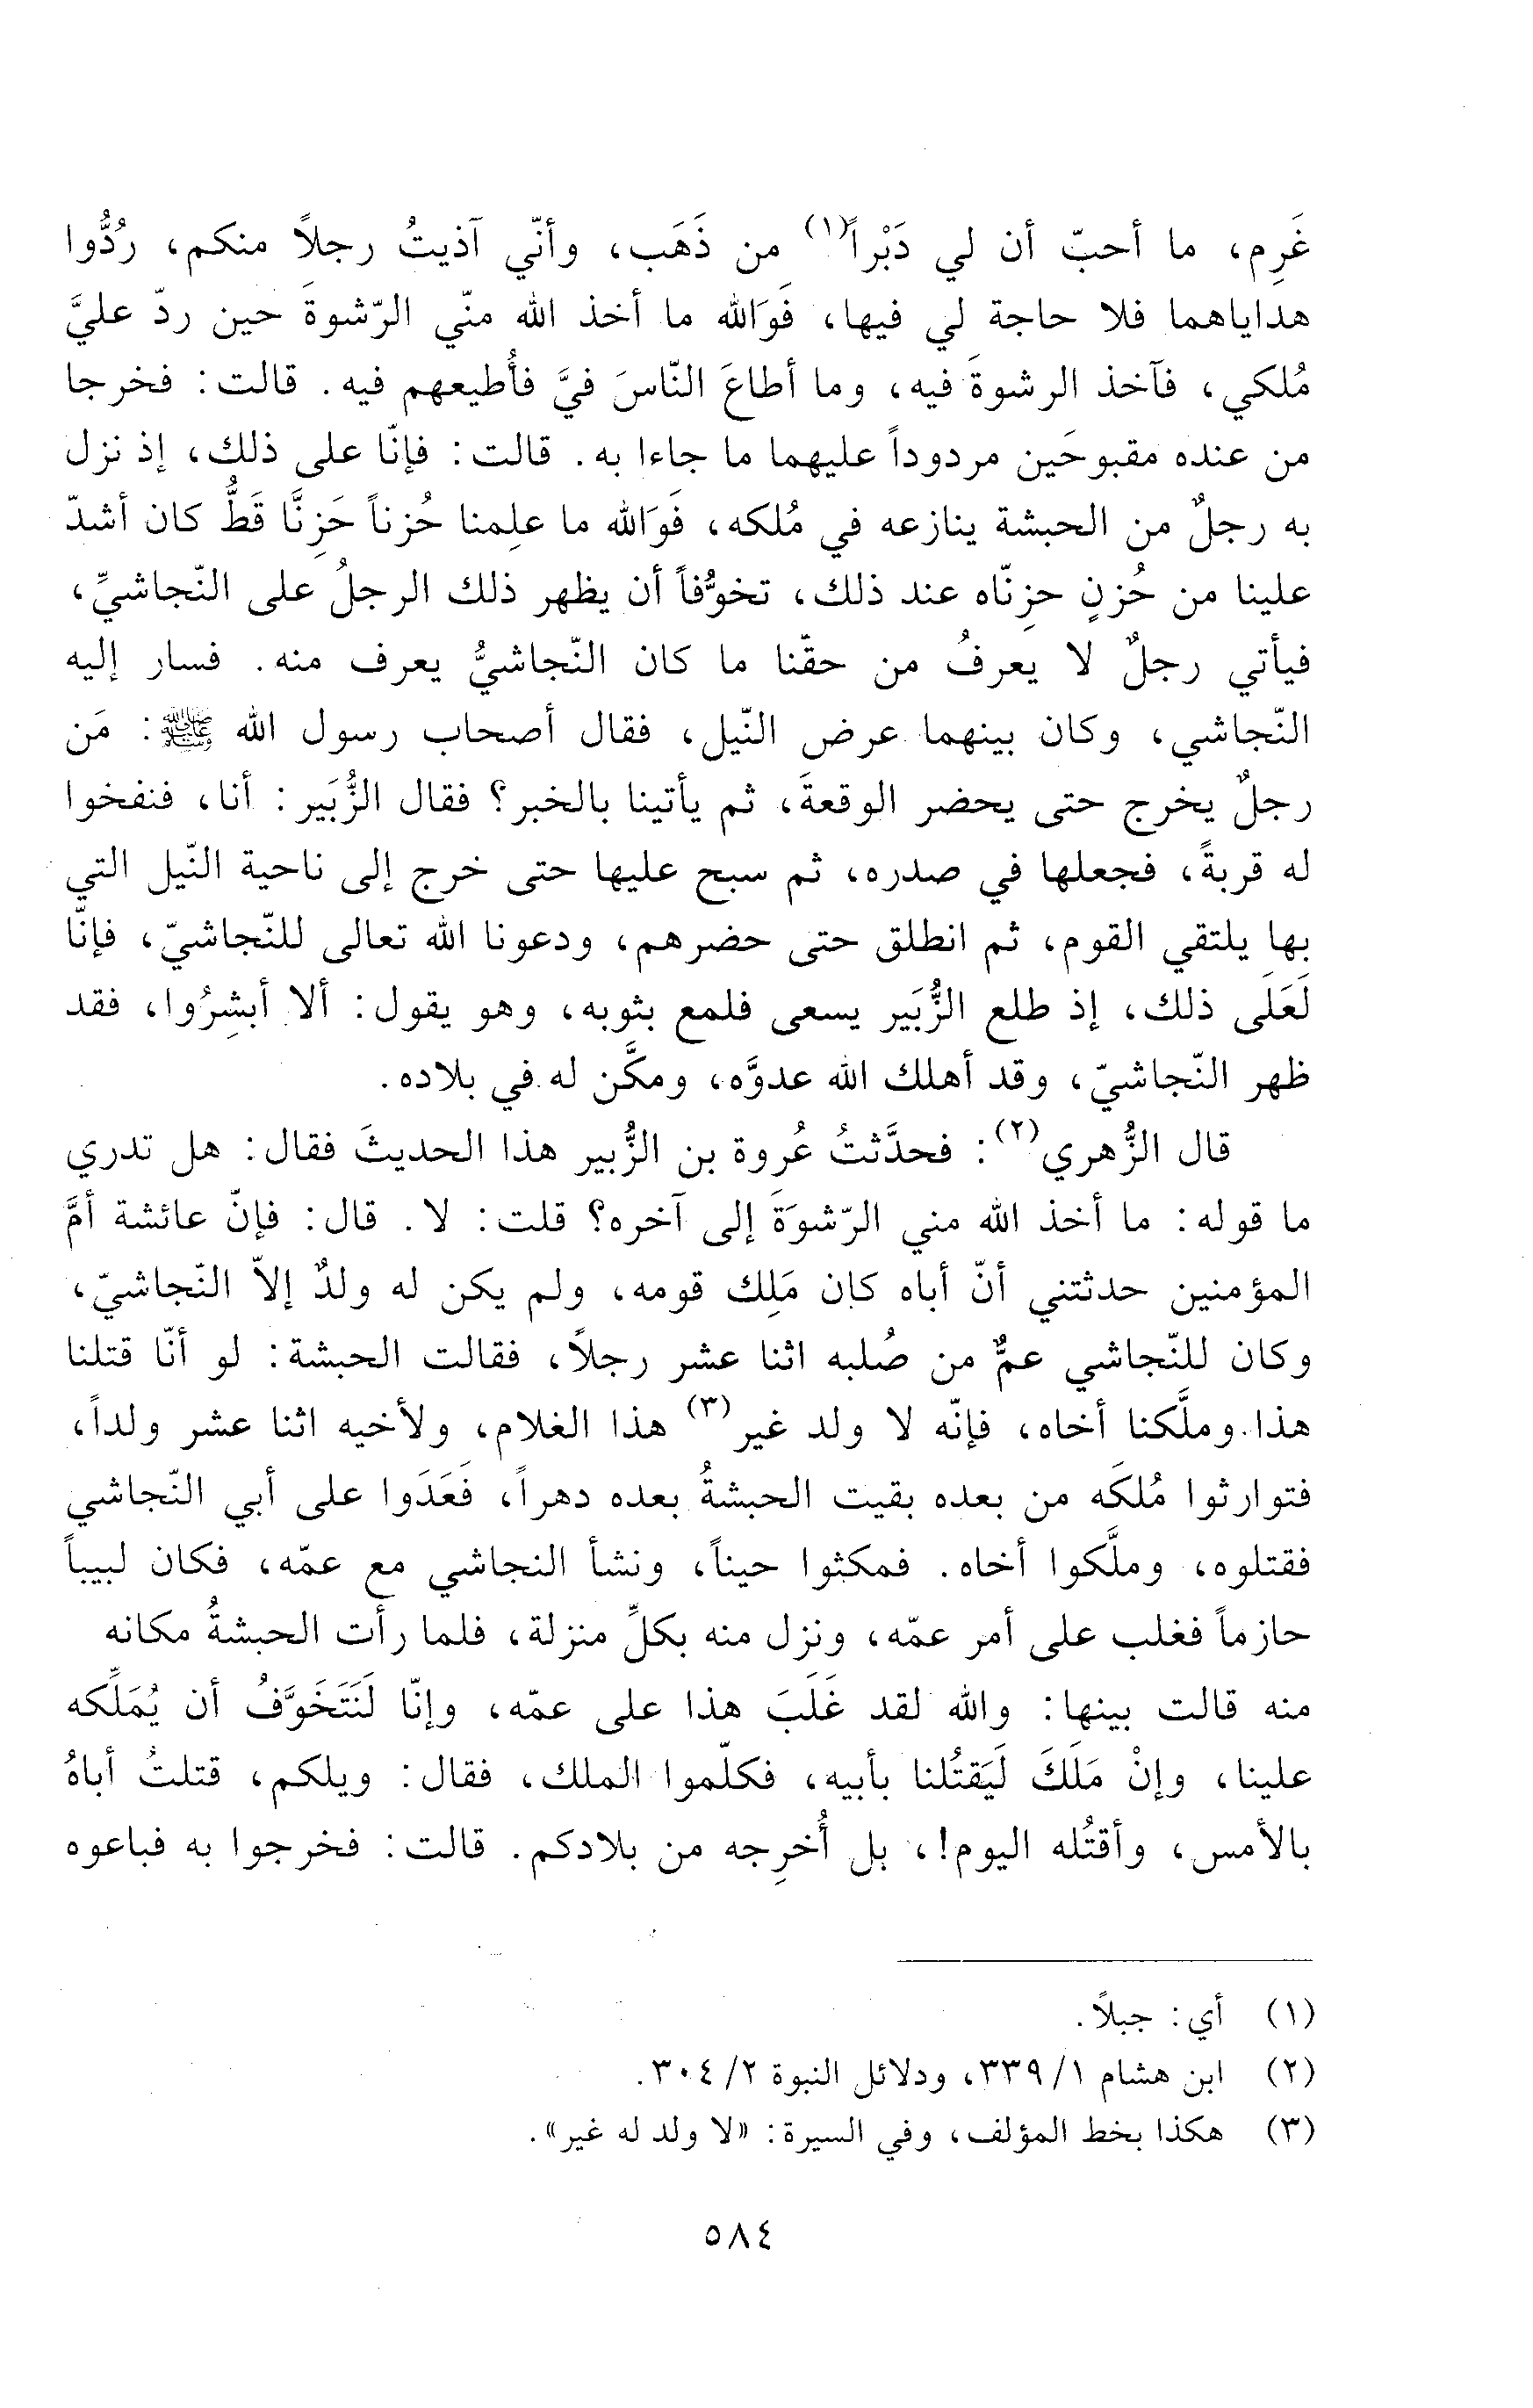 غَرِم، ما أحبّ أن لي دَبْراً(١) من ذَهَب، وأنّي آذيتُ رجلاً منكم، رُدُّوا
هداياهما فلا حاجة لي فيها، فَوَالله ما أخذ الله منّي الرّشوةَ حين ردّ عليَّ
مُلكي، فآخذ الرشوةَ فيه، وما أطاعَ النّاسَ فيَّ فأُطيعهم فيه. قالت: فخرجا
من عنده مقبوحَين مردوداً عليهما ما جاءا به. قالت: فإنّا على ذلك، إذ نزل
به رجلٌ من الحبشة ينازعه في مُلكه، فَوَالله ما علِمنا حُزناً حَزِنَّا قَطُّ كان أشدّ
علينا من حُزنٍ حزِنّاه عند ذلك، تخوُّفاً أن يظهر ذلك الرجلُ على النّجاشيِّ،
فيأتي رجلٌ لا يعرفُ من حقّنا ما كان النّجاشيُّ يعرف منه. فسار إليه
النّجاشي، وكان بينهما عرض النّيل، فقال أصحاب رسول الله ﷺ: مَن
رجلٌ يخرج حتى يحضر الوقعةَ، ثم يأتينا بالخبر؟ فقال الزُّبَير: أنا، فنفخوا
له قربةً، فجعلها في صدره، ثم سبح عليها حتى خرج إلى ناحية النّيل التي
بها يلتقي القوم، ثم انطلق حتى حضرهم، ودعونا الله تعالى للنّجاشيّ، فإنّا
لَعَلَى ذلك، إذ طلع الزُّبَير يسعى فلمع بثوبه، وهو يقول: ألا أبشِرُوا، فقد
ظهر النّجاشيّ، وقد أهلك الله عدوَّه، ومكَّن له في بلاده.
قال الزُّهري(٢): فحدَّثتُ عُروة بن الزُّبير هذا الحديثَ فقال: هل تدري
ما قوله: ما أخذ الله مني الرّشوَةَ إلى آخره؟ قلت: لا. قال: فإنّ عائشة أمَّ
المؤمنين حدثتني أنّ أباه كان مَلِك قومه، ولم يكن له ولدٌ إلاّ النّجاشيّ،
وكان للنّجاشي عمٌّ من صُلبه اثنا عشر رجلاً، فقالت الحبشة: لو أنّا قتلنا
هذا وملَّكنا أخاه، فإنّه لا ولد غير(٣) هذا الغلام، ولأخيه اثنا عشر ولداً،
فتوارثوا مُلكَه من بعده بقيت الحبشةُ بعده دهراً، فَعَدَوا على أبي النّجاشي
فقتلوه، وملَّكوا أخاه. فمكثوا حيناً، ونشأ النجاشي مع عمّه، فكان لبيباً
حازماً فغلب على أمر عمّه، ونزل منه بكلِّ منزلة، فلما رأت الحبشةُ مكانه
منه قالت بينها: والله لقد غَلَبَ هذا على عمّه، وإنّا لَنَتَخَوَّفُ أن يُمَلِّكه
علينا، وإنْ مَلَكَ لَيَقتُلنا بأبيه، فكلّموا الملك، فقال: ويلكم، قتلتُ أباهُ
بالأمس، وأقتُله اليوم!، بل أُخرِجه من بلادكم. قالت: فخرجوا به فباعوه
(١) أي: جبلاً.
(٢) ابن هشام ١/ ٣٣٩، ودلائل النبوة ٢/ ٣٠٤.
(٣) هكذا بخط المؤلف، وفي السيرة: «لا ولد له غير».
٥٨٤